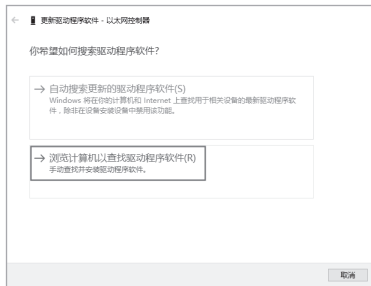 更新驱动程序软件 - 以太网控制器
你希望如何搜索驱动程序软件?
→ 自动搜索更新的驱动程序软件(S)
Windows 将在你的计算机和 Internet 上查找用于相关设备的最新驱动程序软
件，除非在设备安装设备中禁用该功能。
→ 浏览计算机以查找驱动程序软件(R)
手动查找并安装驱动程序软件。
取消